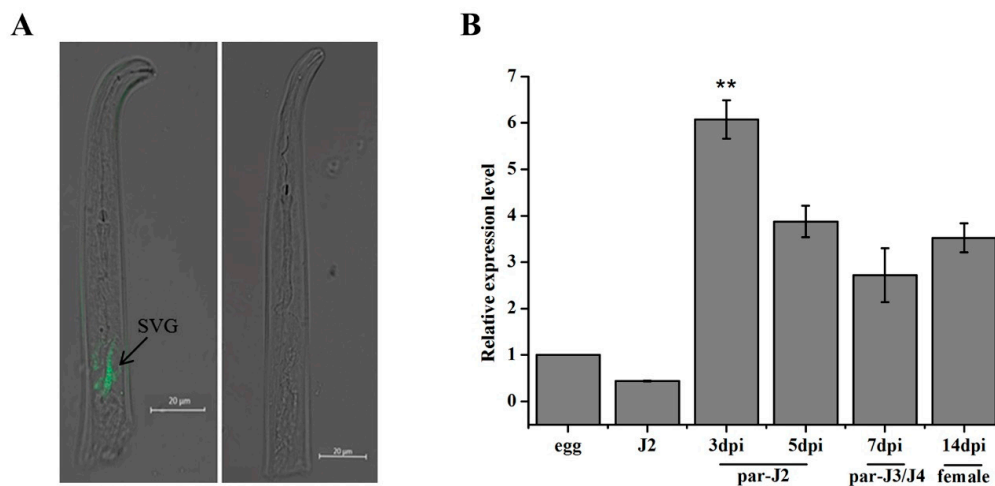 A
SVG
20 µm
20 µm
B
Relative expression level
7
6
5
4
3
2
1
0
**
egg J2 3dpi 5dpi 7dpi 14dpi
par-J2 par-J3/J4 female